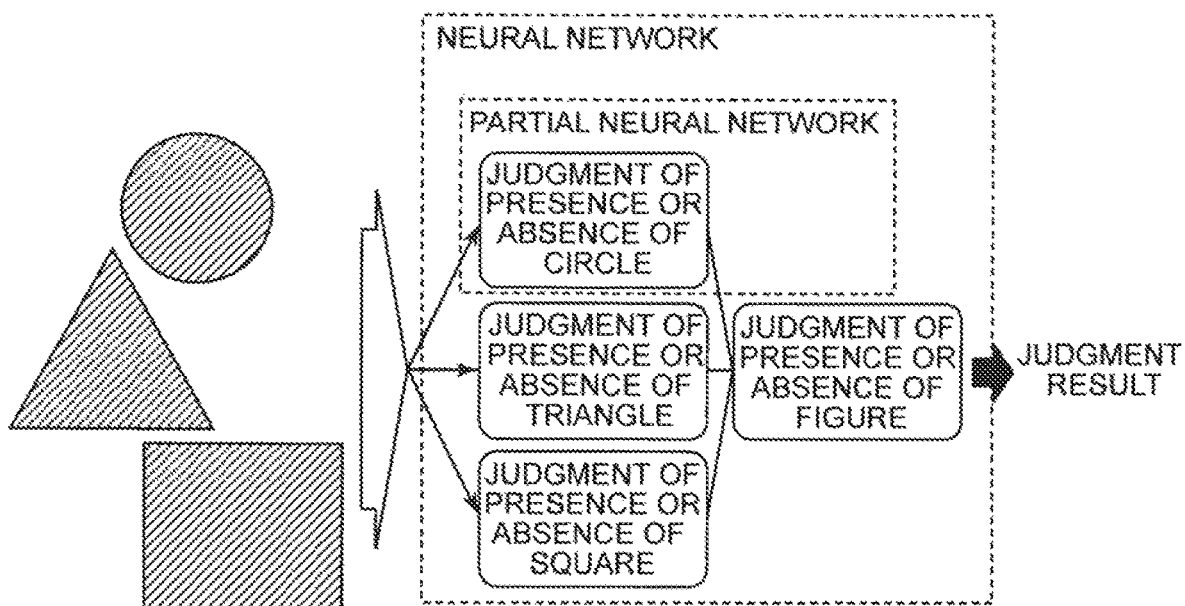 NEURAL NETWORK
PARTIAL NEURAL NETWORK
JUDGMENT OF
PRESENCE OR
ABSENCE OF
CIRCLE
JUDGMENT OF
PRESENCE OR
ABSENCE OF
TRIANGLE
JUDGMENT OF
PRESENCE OR
ABSENCE OF
SQUARE
JUDGMENT OF
PRESENCE OR
ABSENCE OF
FIGURE
JUDGMENT
RESULT